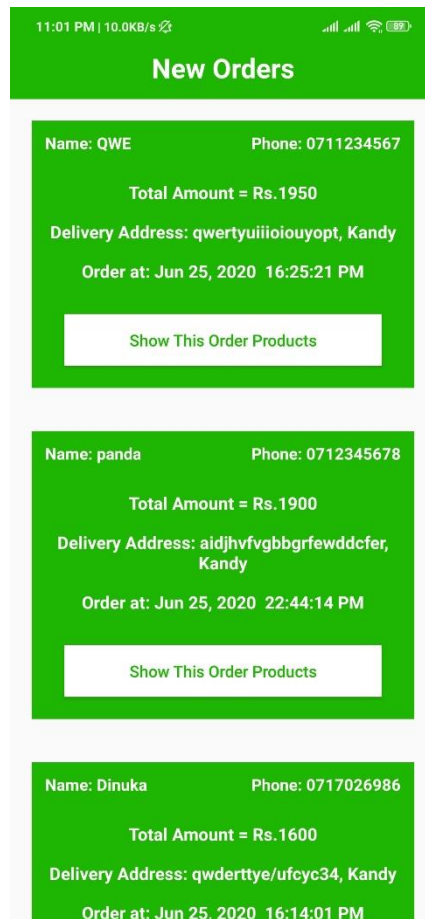 11:01 PM | 10.0KB/s 89
New Orders
Name: QWE Phone: 0711234567
Total Amount = Rs.1950
Delivery Address: qwertyuiiioiouyopt, Kandy
Order at: Jun 25, 2020 16:25:21 PM
Show This Order Products
Name: panda Phone: 0712345678
Total Amount = Rs.1900
Delivery Address: aidjhvfvgbbgrfewddcfer,
Kandy
Order at: Jun 25, 2020 22:44:14 PM
Show This Order Products
Name: Dinuka Phone: 0717026986
Total Amount = Rs.1600
Delivery Address: qwderttye/ufcyc34, Kandy
Order at: Jun 25, 2020 16:14:01 PM